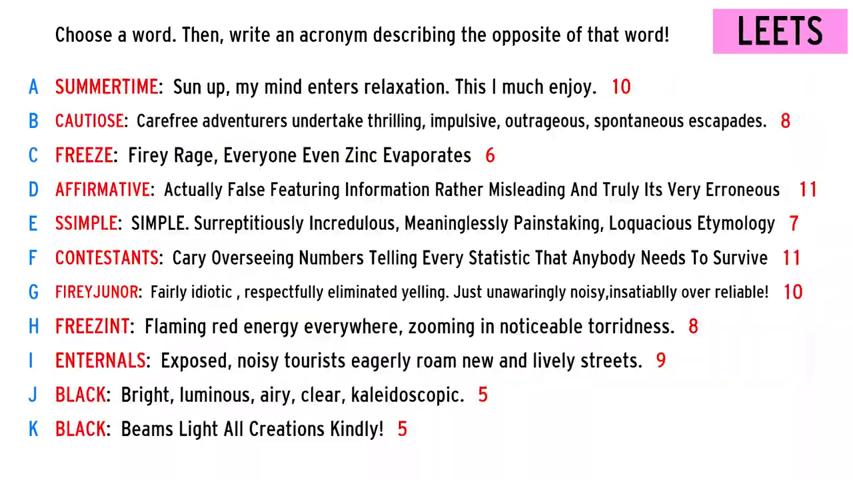 Choose a word. Then, write an acronym describing the opposite of that word!
LEETS
A SUMMERTIME: Sun up, my mind enters relaxation. This I much enjoy. 10
B CAUTIOSE: Carefree adventurers undertake thrilling, impulsive, outrageous, spontaneous escapades. 8
C FREEZE: Firey Rage, Everyone Even Zinc Evaporates 6
D AFFIRMATIVE: Actually False Featuring Information Rather Misleading And Truly Its Very Erroneous 11
E SSIMPLE: SIMPLE. Surreptitiously Incredulous, Meaninglessly Painstaking, Loquacious Etymology 7
F CONTESTANTS: Cary Overseeing Numbers Telling Every Statistic That Anybody Needs To Survive 11
G FIREYJUNOR: Fairly idiotic , respectfully eliminated yelling. Just unawaringly noisy,insatiablly over reliable! 10
H FREEZINT: Flaming red energy everywhere, zooming in noticeable torridness. 8
I ENTERNALS: Exposed, noisy tourists eagerly roam new and lively streets. 9
J BLACK: Bright, luminous, airy, clear, kaleidoscopic. 5
K BLACK: Beams Light All Creations Kindly! 5